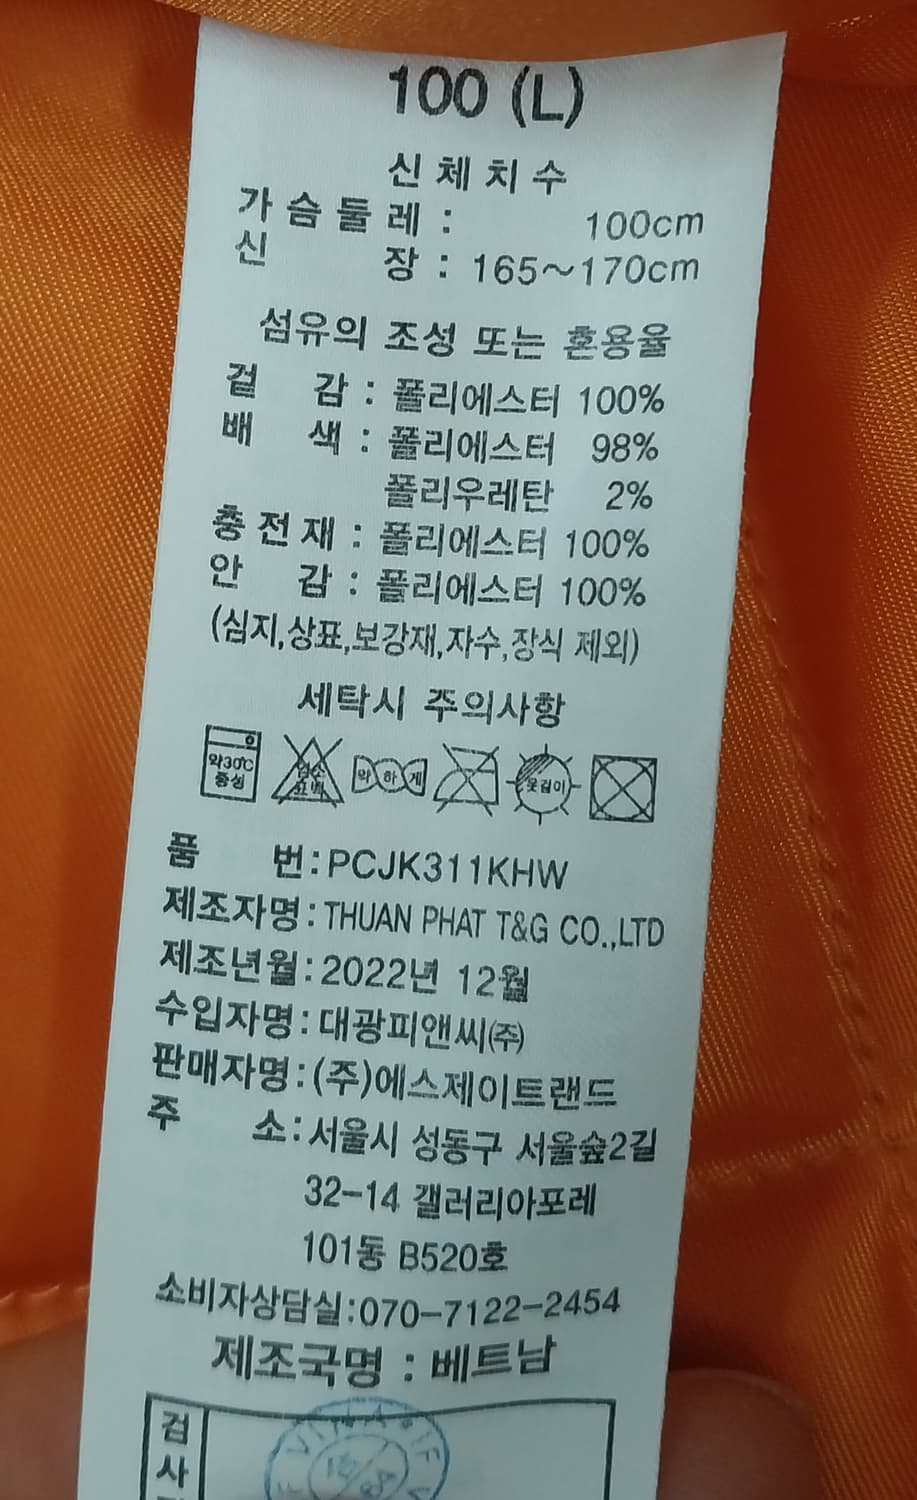 100 (L)
신체치수
가슴둘레 : 100cm
신 장 : 165~170cm
섬유의 조성 또는 혼용율
겉 감 : 폴리에스터 100%
배 색 : 폴리에스터 98%
폴리우레탄 2%
충전재 : 폴리에스터 100%
안 감 : 폴리에스터 100%
(심지,상표,보강재,자수,장식 제외)
세탁시 주의사항
약30℃ 중성 염소 표백 약하게 옷걸이
품 번:PCJK311KHW
제조자명:THUAN PHAT T&G CO.,LTD
제조년월:2022년 12월
수입자명:대광피앤씨(주)
판매자명:(주)에스제이트랜드
주 소:서울시 성동구 서울숲2길
32-14 갤러리아포레
101동 B520호
소비자상담실:070-7122-2454
제조국명 : 베트남
검
사